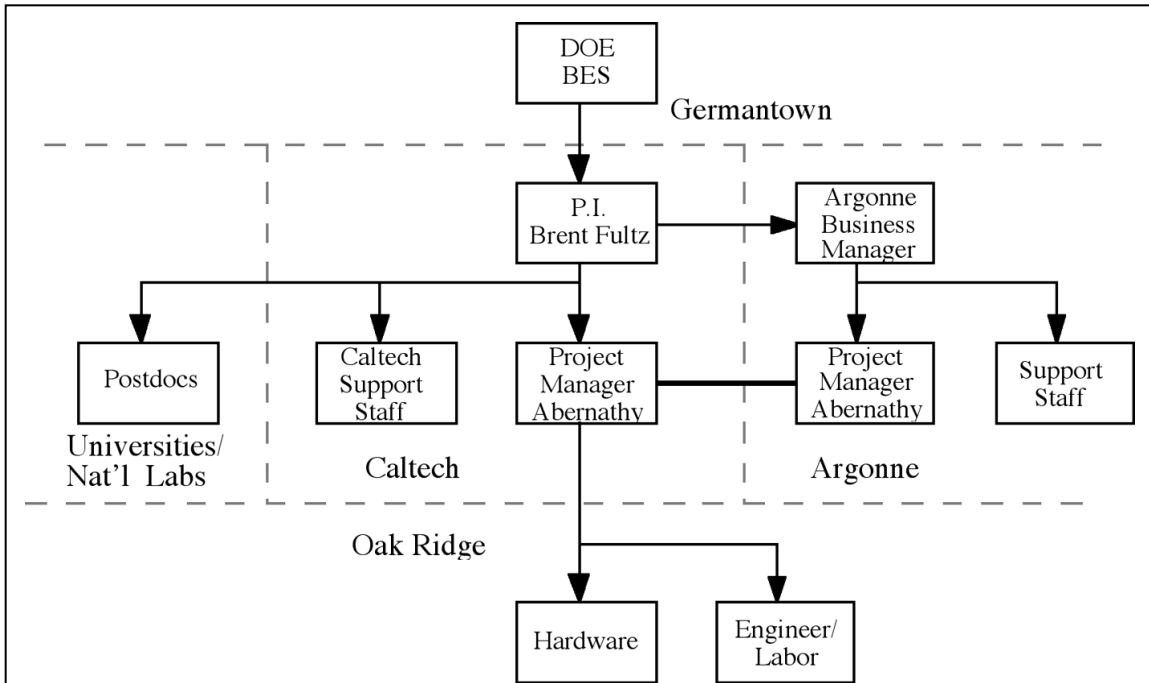 DOE
BES
Germantown
P.I.
Brent Fultz
Argonne
Business
Manager
Postdocs
Caltech
Support
Staff
Project
Manager
Abernathy
Project
Manager
Abernathy
Support
Staff
Universities/
Nat'l Labs
Caltech
Argonne
Oak Ridge
Hardware
Engineer/
Labor